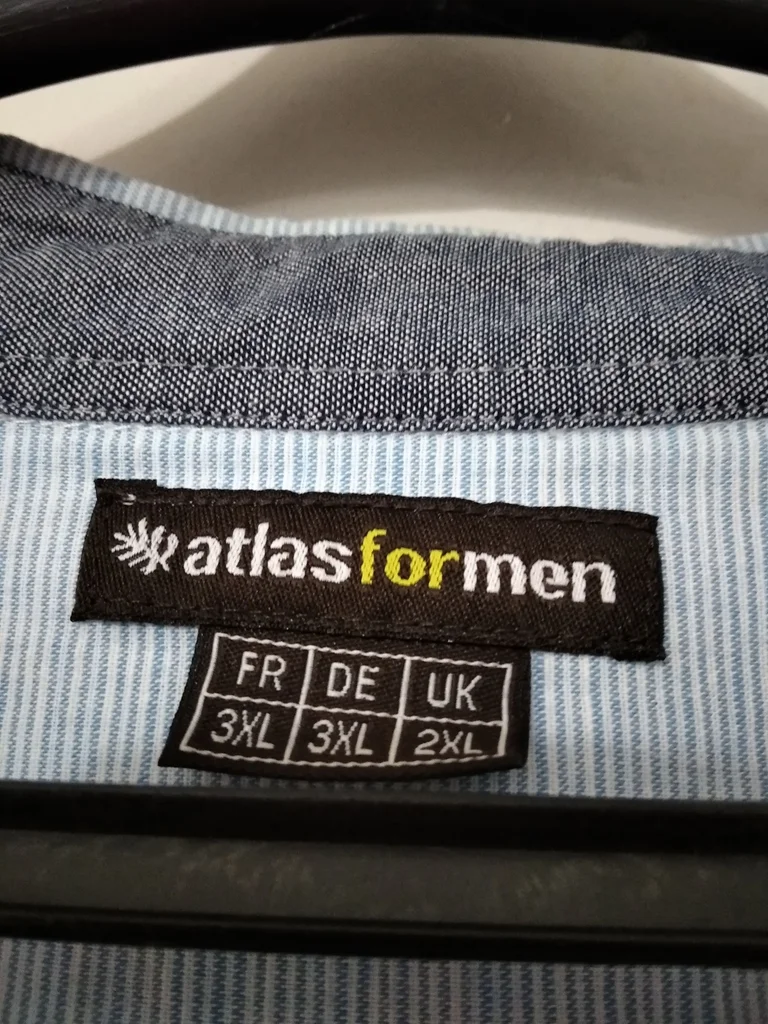 atlasformen
FR DE UK
3XL 3XL 2XL